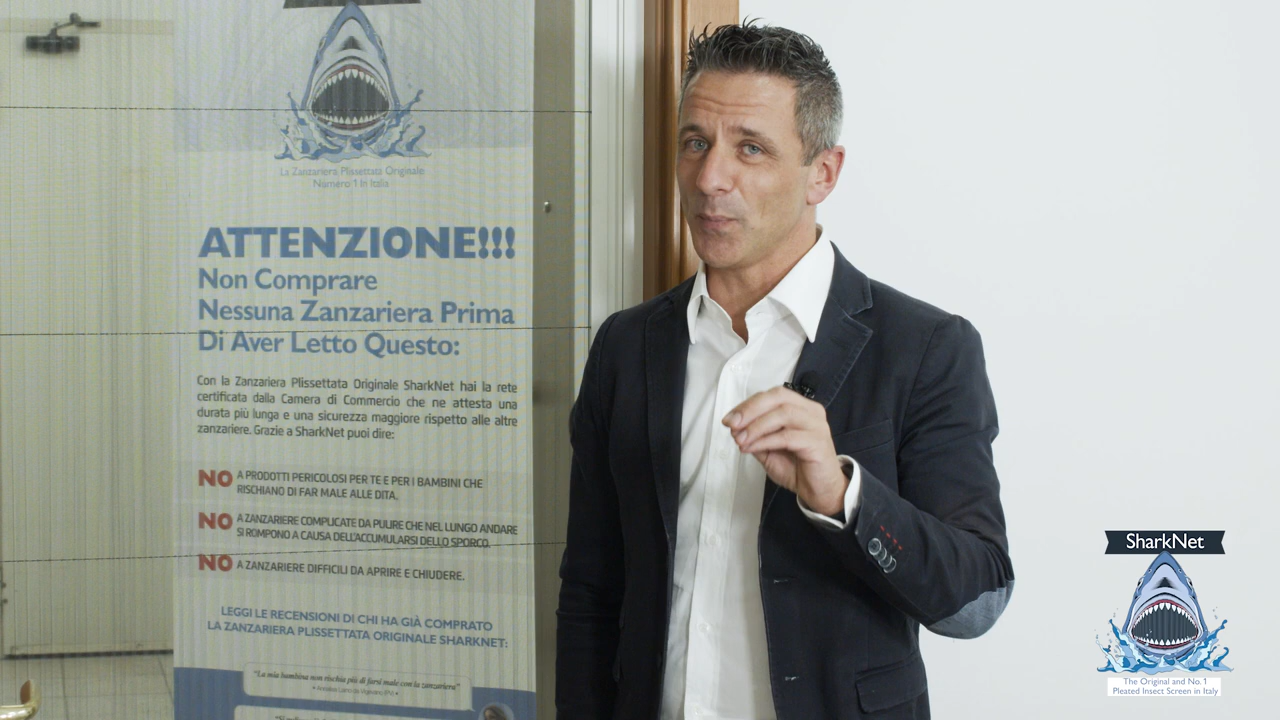 La Zanzariera Plissettata Originale
Numero 1 In Italia
ATTENZIONE!!!
Non Comprare
Nessuna Zanzariera Prima
Di Aver Letto Questo:
Con la Zanzariera Plissettata Originale SharkNet hai la rete
certificata dalla Camera di Commercio che ne attesta una
durata più lunga e una sicurezza maggiore rispetto alle altre
zanzariere. Grazie a SharkNet puoi dire:
NO A PRODOTTI PERICOLOSI PER TE E PER I BAMBINI CHE
RISCHIANO DI FAR MALE ALLE DITA.
NO A ZANZARIERE COMPLICATE DA PULIRE CHE NEL LUNGO ANDARE
SI ROMPONO A CAUSA DELL'ACCUMULARSI DELLO SPORCO.
NO A ZANZARIERE DIFFICILI DA APRIRE E CHIUDERE.
LEGGI LE RECENSIONI DI CHI HA GIÀ COMPRATO
LA ZANZARIERA PLISSETTATA ORIGINALE SHARKNET:
"La mia bambina non rischia più di farsi male con la zanzariera"
SharkNet
The Original and No. 1
Pleated Insect Screen in Italy